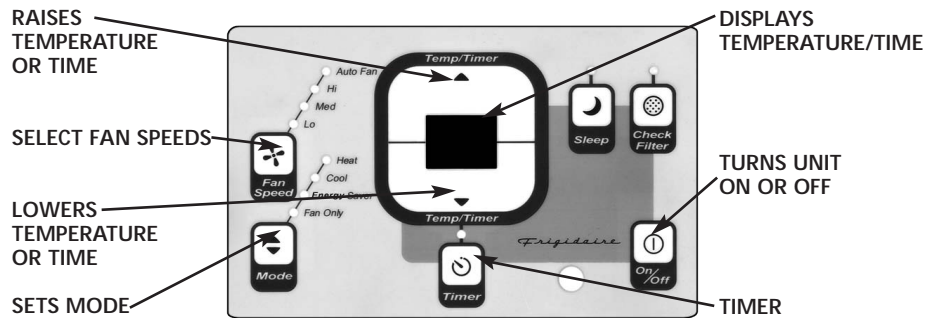 RAISES
TEMPERATURE
OR TIME
DISPLAYS
TEMPERATURE/TIME
Temp/Timer
Auto Fan
Hi
Med
Lo
SELECT FAN SPEEDS
Fan
Speed
Sleep
Check
Filter
Heat
Cool
Energy Saver
Fan Only
TURNS UNIT
ON OR OFF
LOWERS
TEMPERATURE
OR TIME
Temp/Timer
Frigidaire
Mode
Timer
On/Off
SETS MODE
TIMER